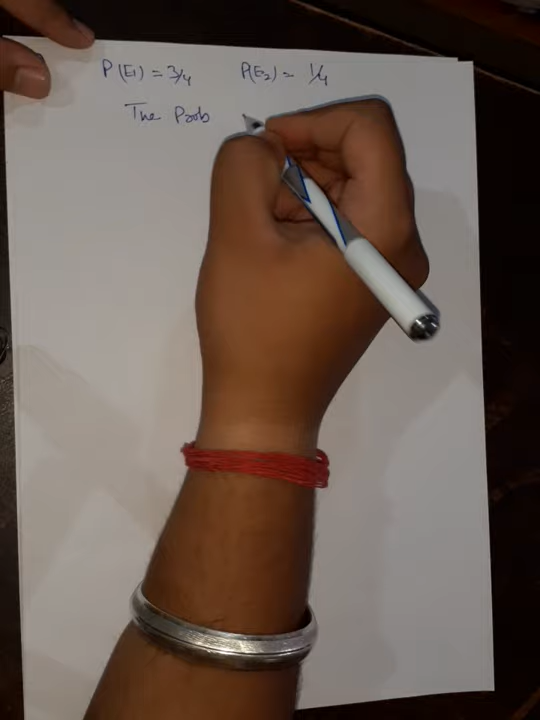 P(E1) = 3/4 P(E2) = 1/4
The Prob